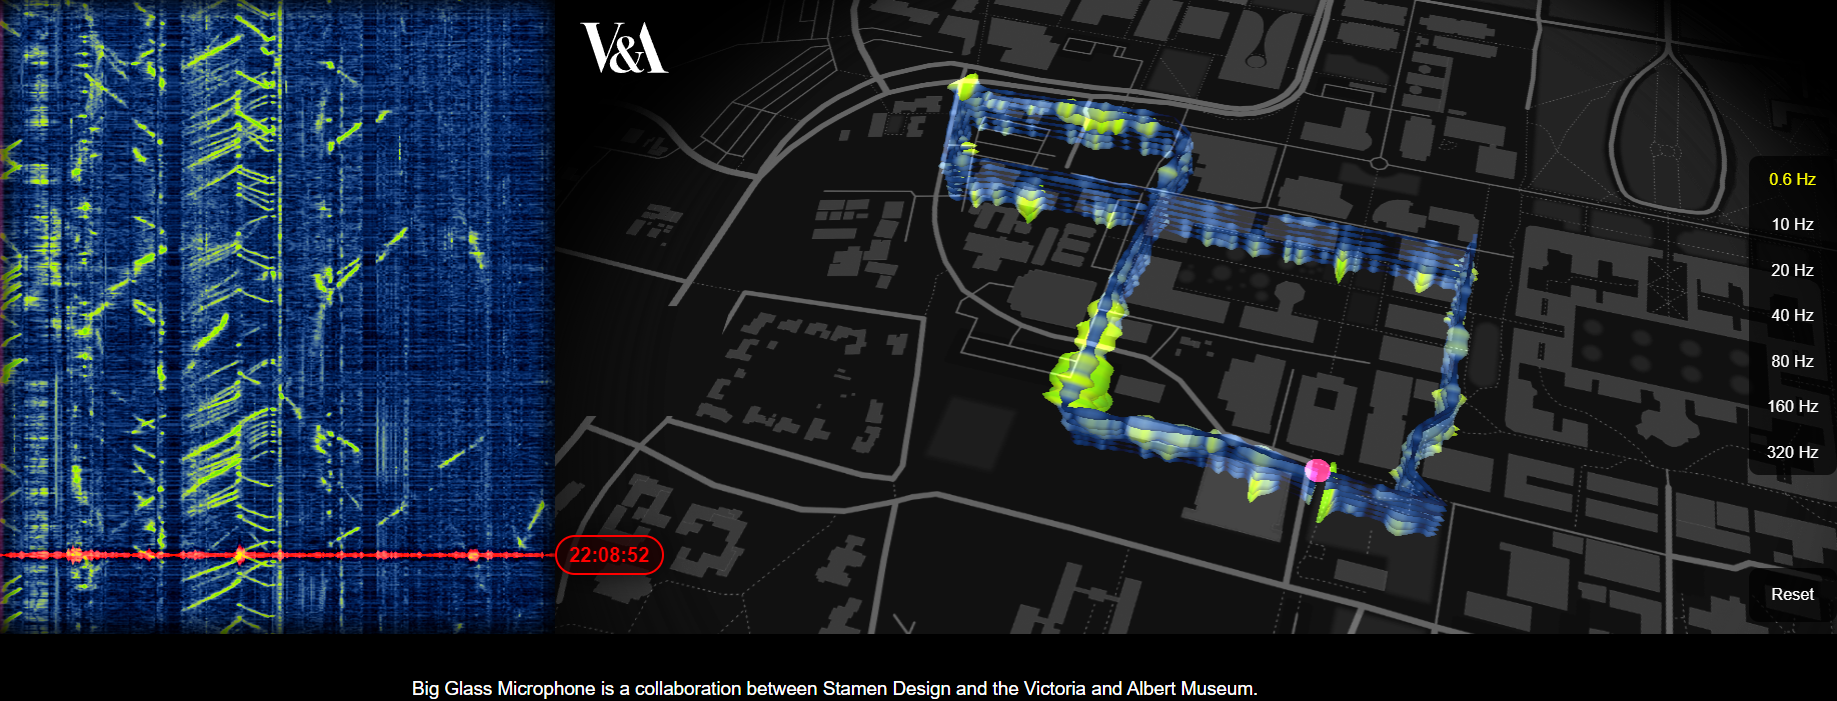 V&A
0.6 Hz
10 Hz
20 Hz
40 Hz
80 Hz
160 Hz
320 Hz
22:08:52
Reset
Big Glass Microphone is a collaboration between Stamen Design and the Victoria and Albert Museum.